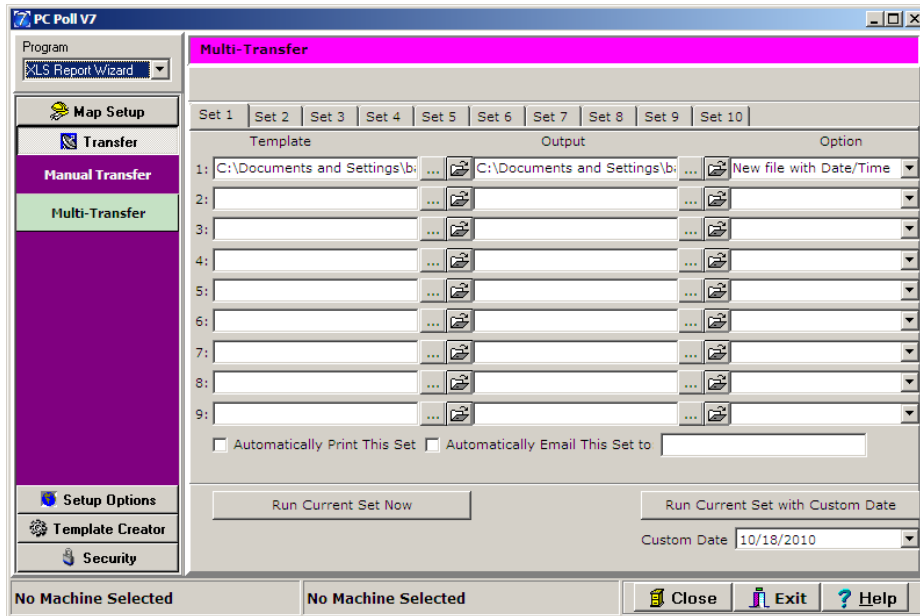 PC Poll V7
Program
XLS Report Wizard
Map Setup
Transfer
Manual Transfer
Multi-Transfer
Setup Options
Template Creator
Security
Multi-Transfer
Set 1 Set 2 Set 3 Set 4 Set 5 Set 6 Set 7 Set 8 Set 9 Set 10
Template Output Option
1: C:\Documents and Settings\b ... C:\Documents and Settings\b ... New file with Date/Time
2: ... ...
3: ... ...
4: ... ...
5: ... ...
6: ... ...
7: ... ...
8: ... ...
9: ... ...
Automatically Print This Set Automatically Email This Set to
Run Current Set Now Run Current Set with Custom Date
Custom Date 10/18/2010
No Machine Selected No Machine Selected Close Exit ? Help